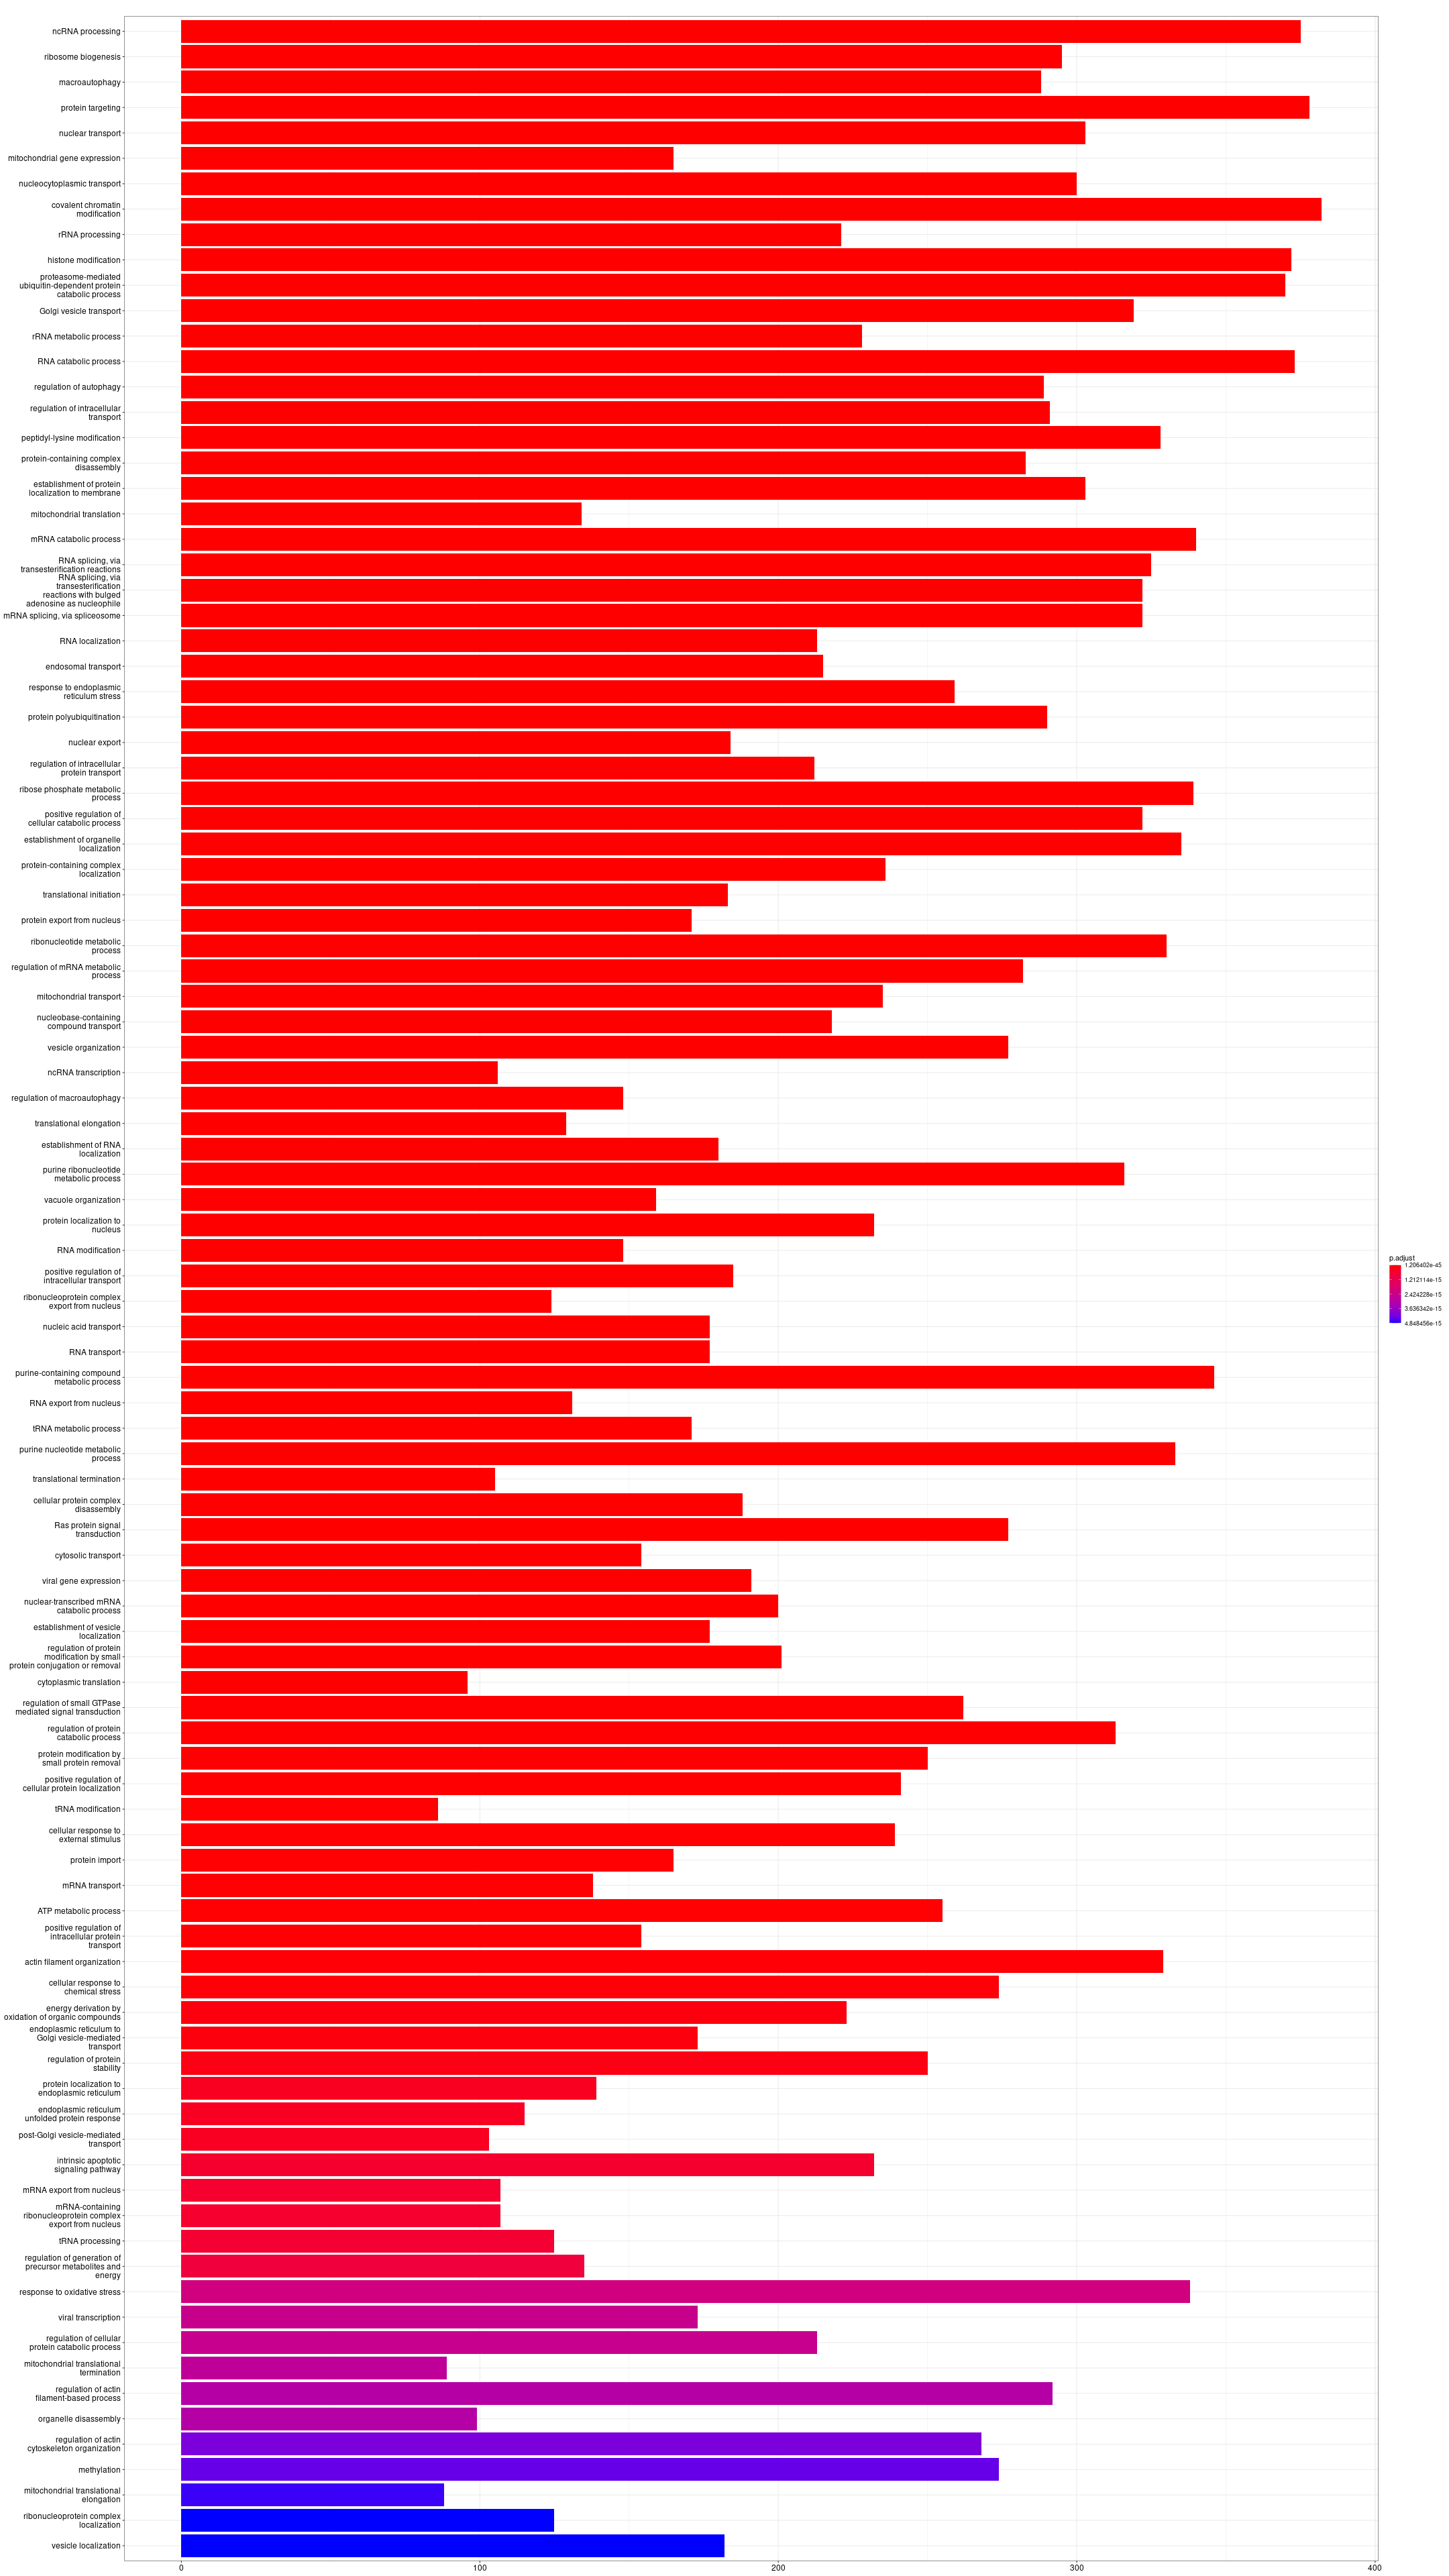 ncRNA processing
ribosome biogenesis
macroautophagy
protein targeting
nuclear transport
mitochondrial gene expression
nucleocytoplasmic transport
covalent chromatin
modification
rRNA processing
histone modification
proteasome-mediated
ubiquitin-dependent protein
catabolic process
Golgi vesicle transport
rRNA metabolic process
RNA catabolic process
regulation of autophagy
regulation of intracellular
transport
peptidyl-lysine modification
protein-containing complex
disassembly
establishment of protein
localization to membrane
mitochondrial translation
mRNA catabolic process
RNA splicing, via
transesterification reactions
RNA splicing, via
transesterification
reactions with bulged
adenosine as nucleophile
mRNA splicing, via spliceosome
RNA localization
endosomal transport
response to endoplasmic
reticulum stress
protein polyubiquitination
nuclear export
regulation of intracellular
protein transport
ribose phosphate metabolic
process
positive regulation of
cellular catabolic process
establishment of organelle
localization
protein-containing complex
localization
translational initiation
protein export from nucleus
ribonucleotide metabolic
process
regulation of mRNA metabolic
process
mitochondrial transport
nucleobase-containing
compound transport
vesicle organization
ncRNA transcription
regulation of macroautophagy
translational elongation
establishment of RNA
localization
purine ribonucleotide
metabolic process
vacuole organization
protein localization to
nucleus
RNA modification
positive regulation of
intracellular transport
ribonucleoprotein complex
export from nucleus
nucleic acid transport
RNA transport
purine-containing compound
metabolic process
RNA export from nucleus
tRNA metabolic process
purine nucleotide metabolic
process
translational termination
cellular protein complex
disassembly
Ras protein signal
transduction
cytosolic transport
viral gene expression
nuclear-transcribed mRNA
catabolic process
establishment of vesicle
localization
regulation of protein
modification by small
protein conjugation or removal
cytoplasmic translation
regulation of small GTPase
mediated signal transduction
regulation of protein
catabolic process
protein modification by
small protein removal
positive regulation of
cellular protein localization
tRNA modification
cellular response to
external stimulus
protein import
mRNA transport
ATP metabolic process
positive regulation of
intracellular protein
transport
actin filament organization
cellular response to
chemical stress
energy derivation by
oxidation of organic compounds
endoplasmic reticulum to
Golgi vesicle-mediated
transport
regulation of protein
stability
protein localization to
endoplasmic reticulum
endoplasmic reticulum
unfolded protein response
post-Golgi vesicle-mediated
transport
intrinsic apoptotic
signaling pathway
mRNA export from nucleus
mRNA-containing
ribonucleoprotein complex
export from nucleus
tRNA processing
regulation of generation of
precursor metabolites and
energy
response to oxidative stress
viral transcription
regulation of cellular
protein catabolic process
mitochondrial translational
termination
regulation of actin
filament-based process
organelle disassembly
regulation of actin
cytoskeleton organization
methylation
mitochondrial translational
elongation
ribonucleoprotein complex
localization
vesicle localization
0 100 200 300 400
p.adjust
1.206402e-45
1.212114e-15
2.424228e-15
3.636342e-15
4.848456e-15